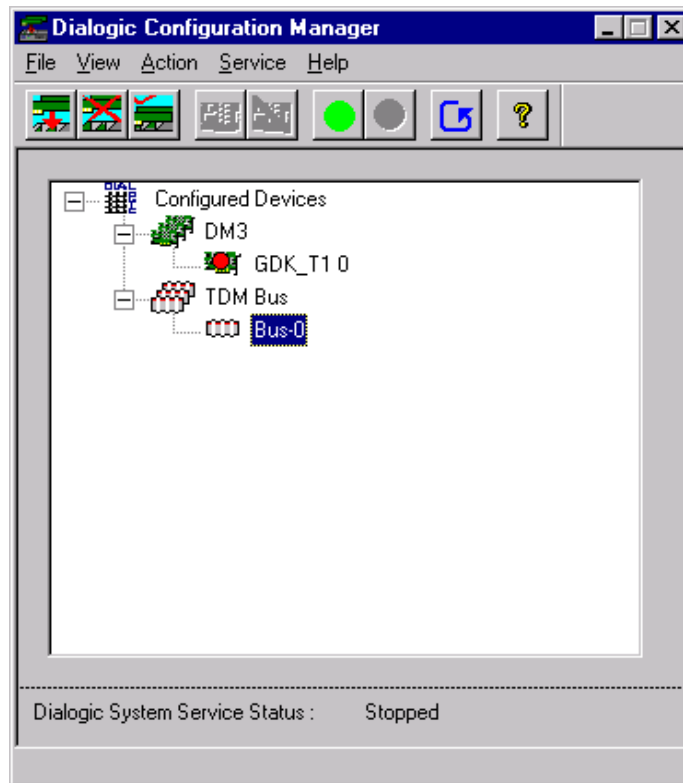 Dialogic Configuration Manager
File View Action Service Help
Configured Devices
DM3
GDK_T1 0
TDM Bus
Bus-0
Dialogic System Service Status : Stopped